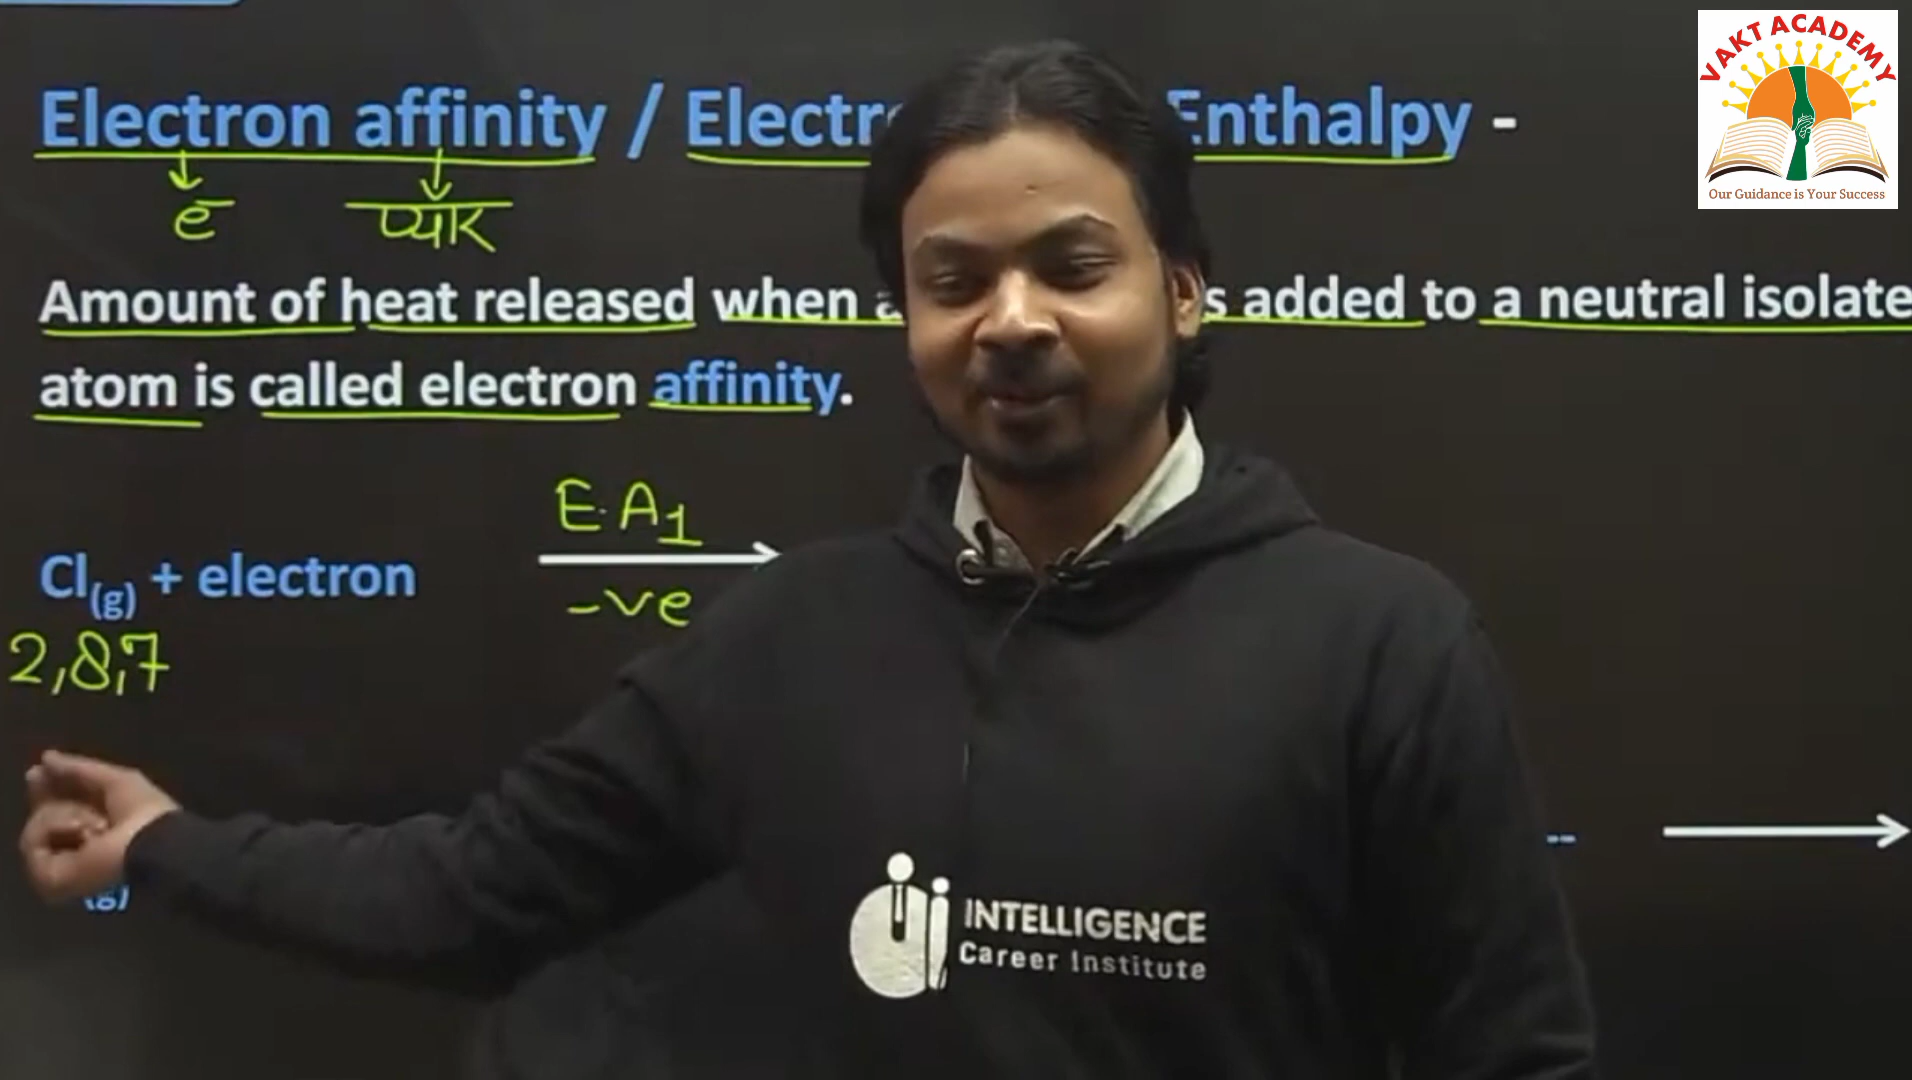 VAKT ACADEMY
Our Guidance is Your Success
Electron affinity / Electr Enthalpy -
e- प्यार
Amount of heat released when a s added to a neutral isolate
atom is called electron affinity.
E.A1
Cl(g) + electron
-ve
2,8,7
--
(g)
INTELLIGENCE
Career Institute